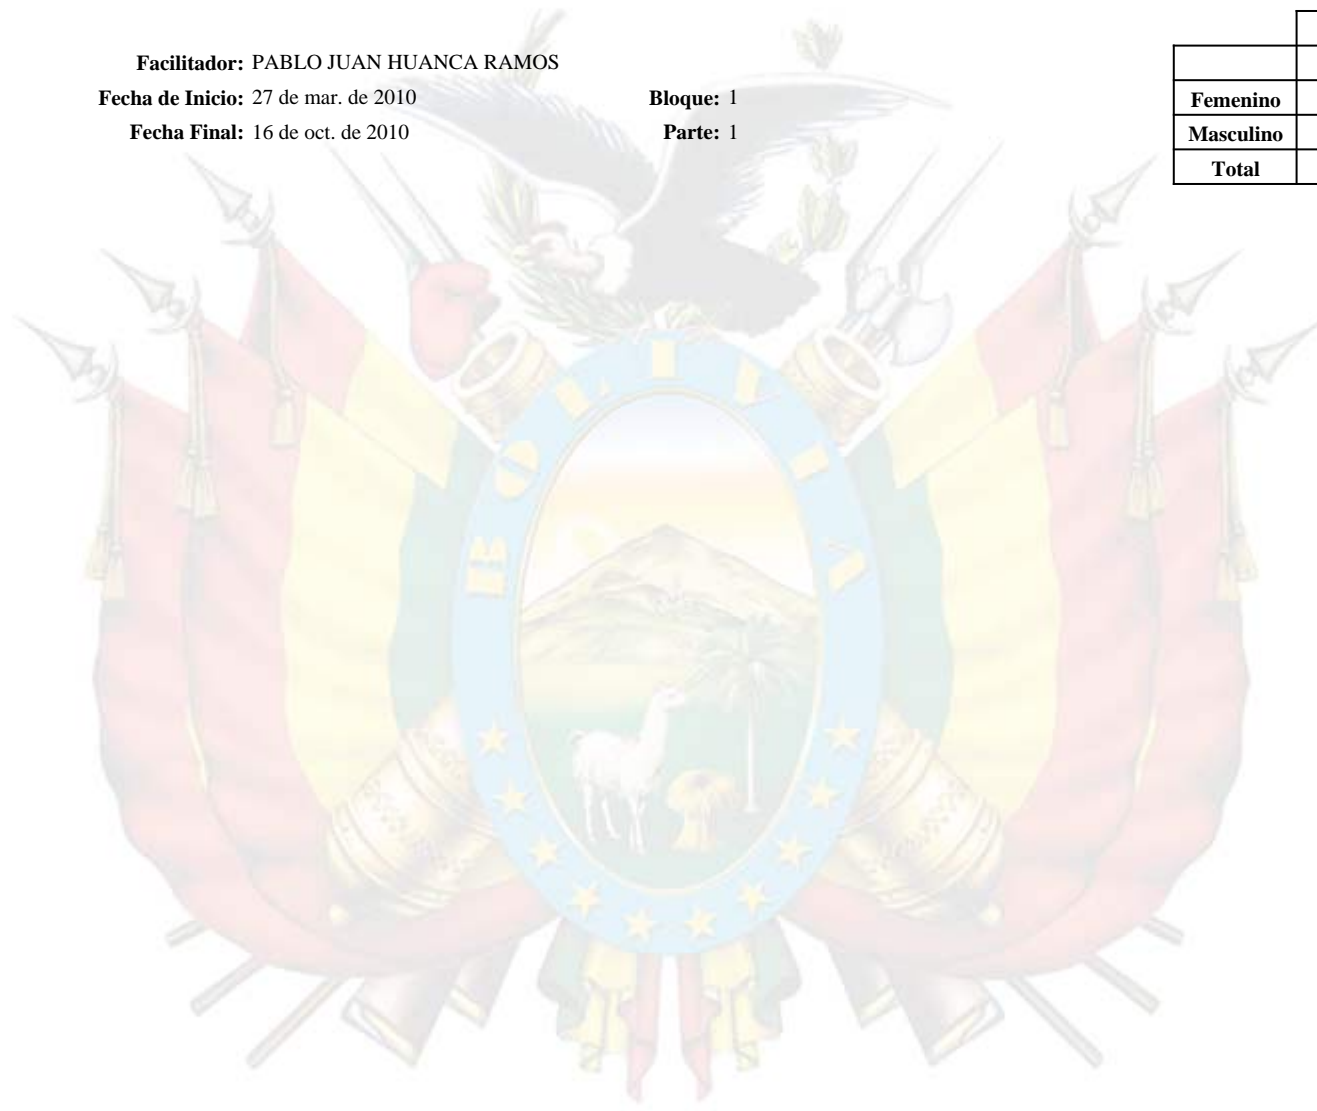 Facilitador: PABLO JUAN HUANCA RAMOS
Fecha de Inicio: 27 de mar. de 2010 Bloque: 1
Fecha Final: 16 de oct. de 2010 Parte: 1
Femenino
Masculino
Total
BOLIVIA